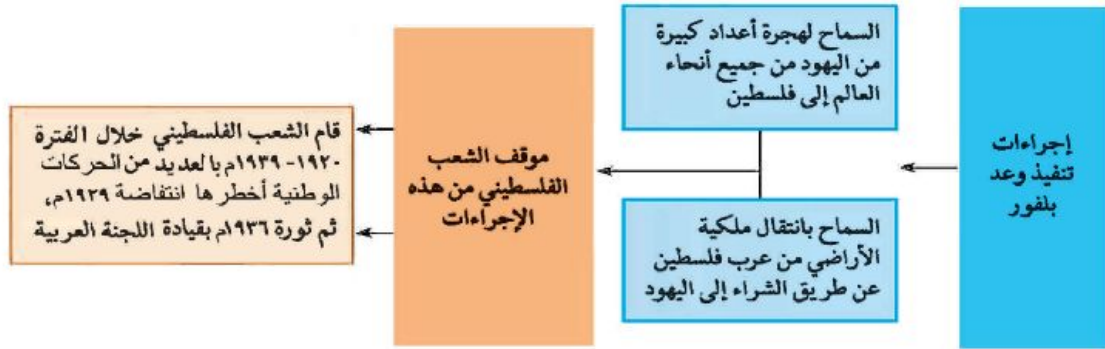 إجراءات
تنفيذ وعد
بلفور
السماح لهجرة أعداد كبيرة
من اليهود من جميع أنحاء
العالم إلى فلسطين
السماح بانتقال ملكية
الأراضي من عرب فلسطين
عن طريق الشراء إلى اليهود
موقف الشعب
الفلسطيني من هذه
الإجراءات
قام الشعب الفلسطيني خلال الفترة
١٩٢٠- ١٩٣٩م بالعديد من الحركات
الوطنية أخطر ها انتفاضة ١٩٢٩م،
ثم ثورة ١٩٣٦م بقيادة اللجنة العربية